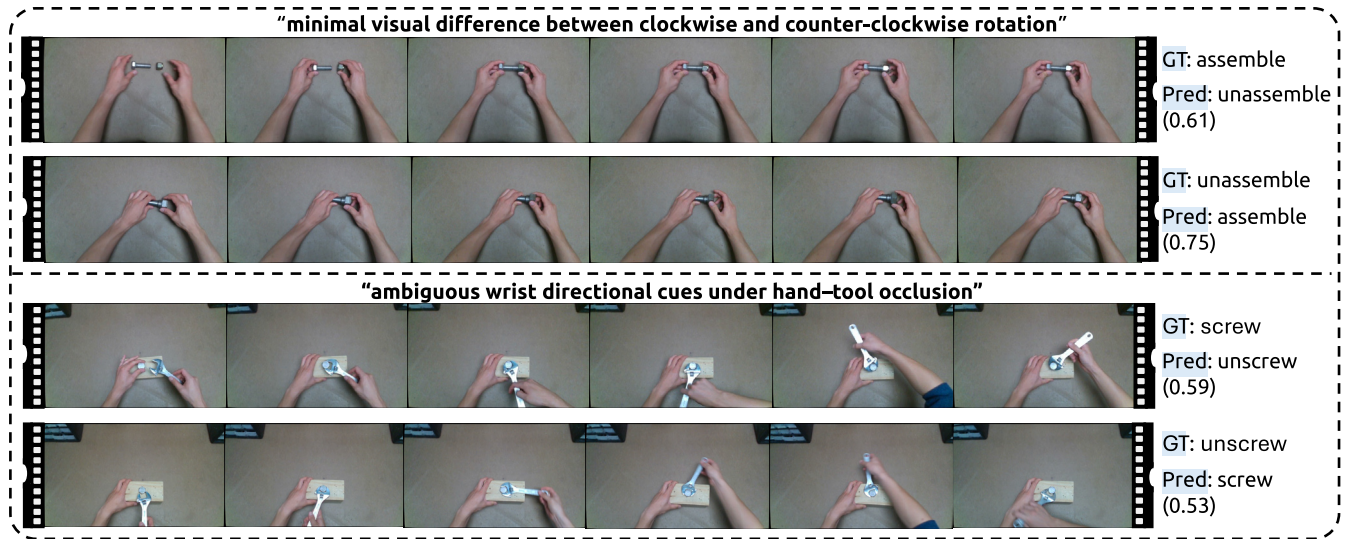 “minimal visual difference between clockwise and counter-clockwise rotation”
GT: assemble
Pred: unassemble
(0.61)
GT: unassemble
Pred: assemble
(0.75)
“ambiguous wrist directional cues under hand–tool occlusion”
GT: screw
Pred: unscrew
(0.59)
GT: unscrew
Pred: screw
(0.53)